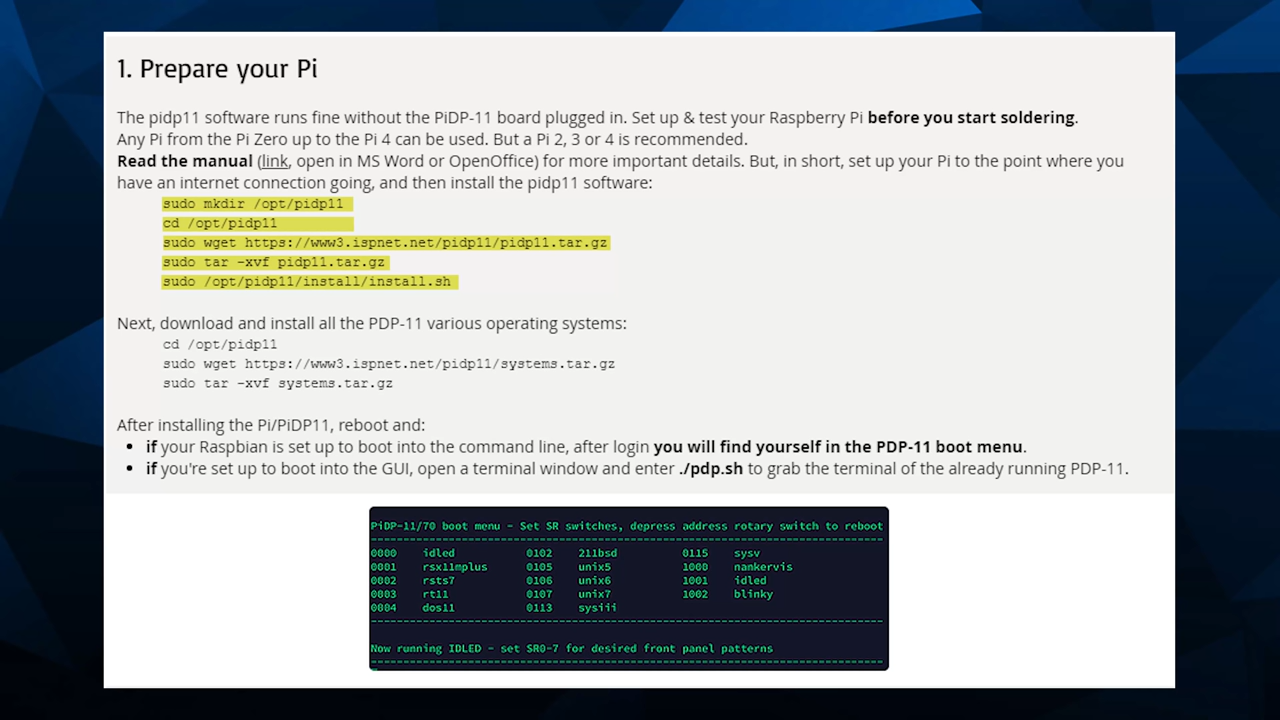 1. Prepare your Pi
The pidp11 software runs fine without the PiDP-11 board plugged in. Set up & test your Raspberry Pi before you start soldering.
Any Pi from the Pi Zero up to the Pi 4 can be used. But a Pi 2, 3 or 4 is recommended.
Read the manual (link, open in MS Word or OpenOffice) for more important details. But, in short, set up your Pi to the point where you
have an internet connection going, and then install the pidp11 software:
sudo mkdir /opt/pidp11
cd /opt/pidp11
sudo wget https://www3.ispnet.net/pidp11/pidp11.tar.gz
sudo tar -xvf pidp11.tar.gz
sudo /opt/pidp11/install/install.sh
Next, download and install all the PDP-11 various operating systems:
cd /opt/pidp11
sudo wget https://www3.ispnet.net/pidp11/systems.tar.gz
sudo tar -xvf systems.tar.gz
After installing the Pi/PiDP11, reboot and:
• if your Raspbian is set up to boot into the command line, after login you will find yourself in the PDP-11 boot menu.
• if you're set up to boot into the GUI, open a terminal window and enter ./pdp.sh to grab the terminal of the already running PDP-11.
PiDP-11/70 boot menu - Set SR switches, depress address rotary switch to reboot
0000 idled 0102 211bsd 0115 sysv
0001 rsx11mplus 0105 unix5 1000 nankervis
0002 rsts7 0106 unix6 1001 idled
0003 rt11 0107 unix7 1002 blinky
0004 dos11 0113 sysiii
Now running IDLED - set SR0-7 for desired front panel patterns